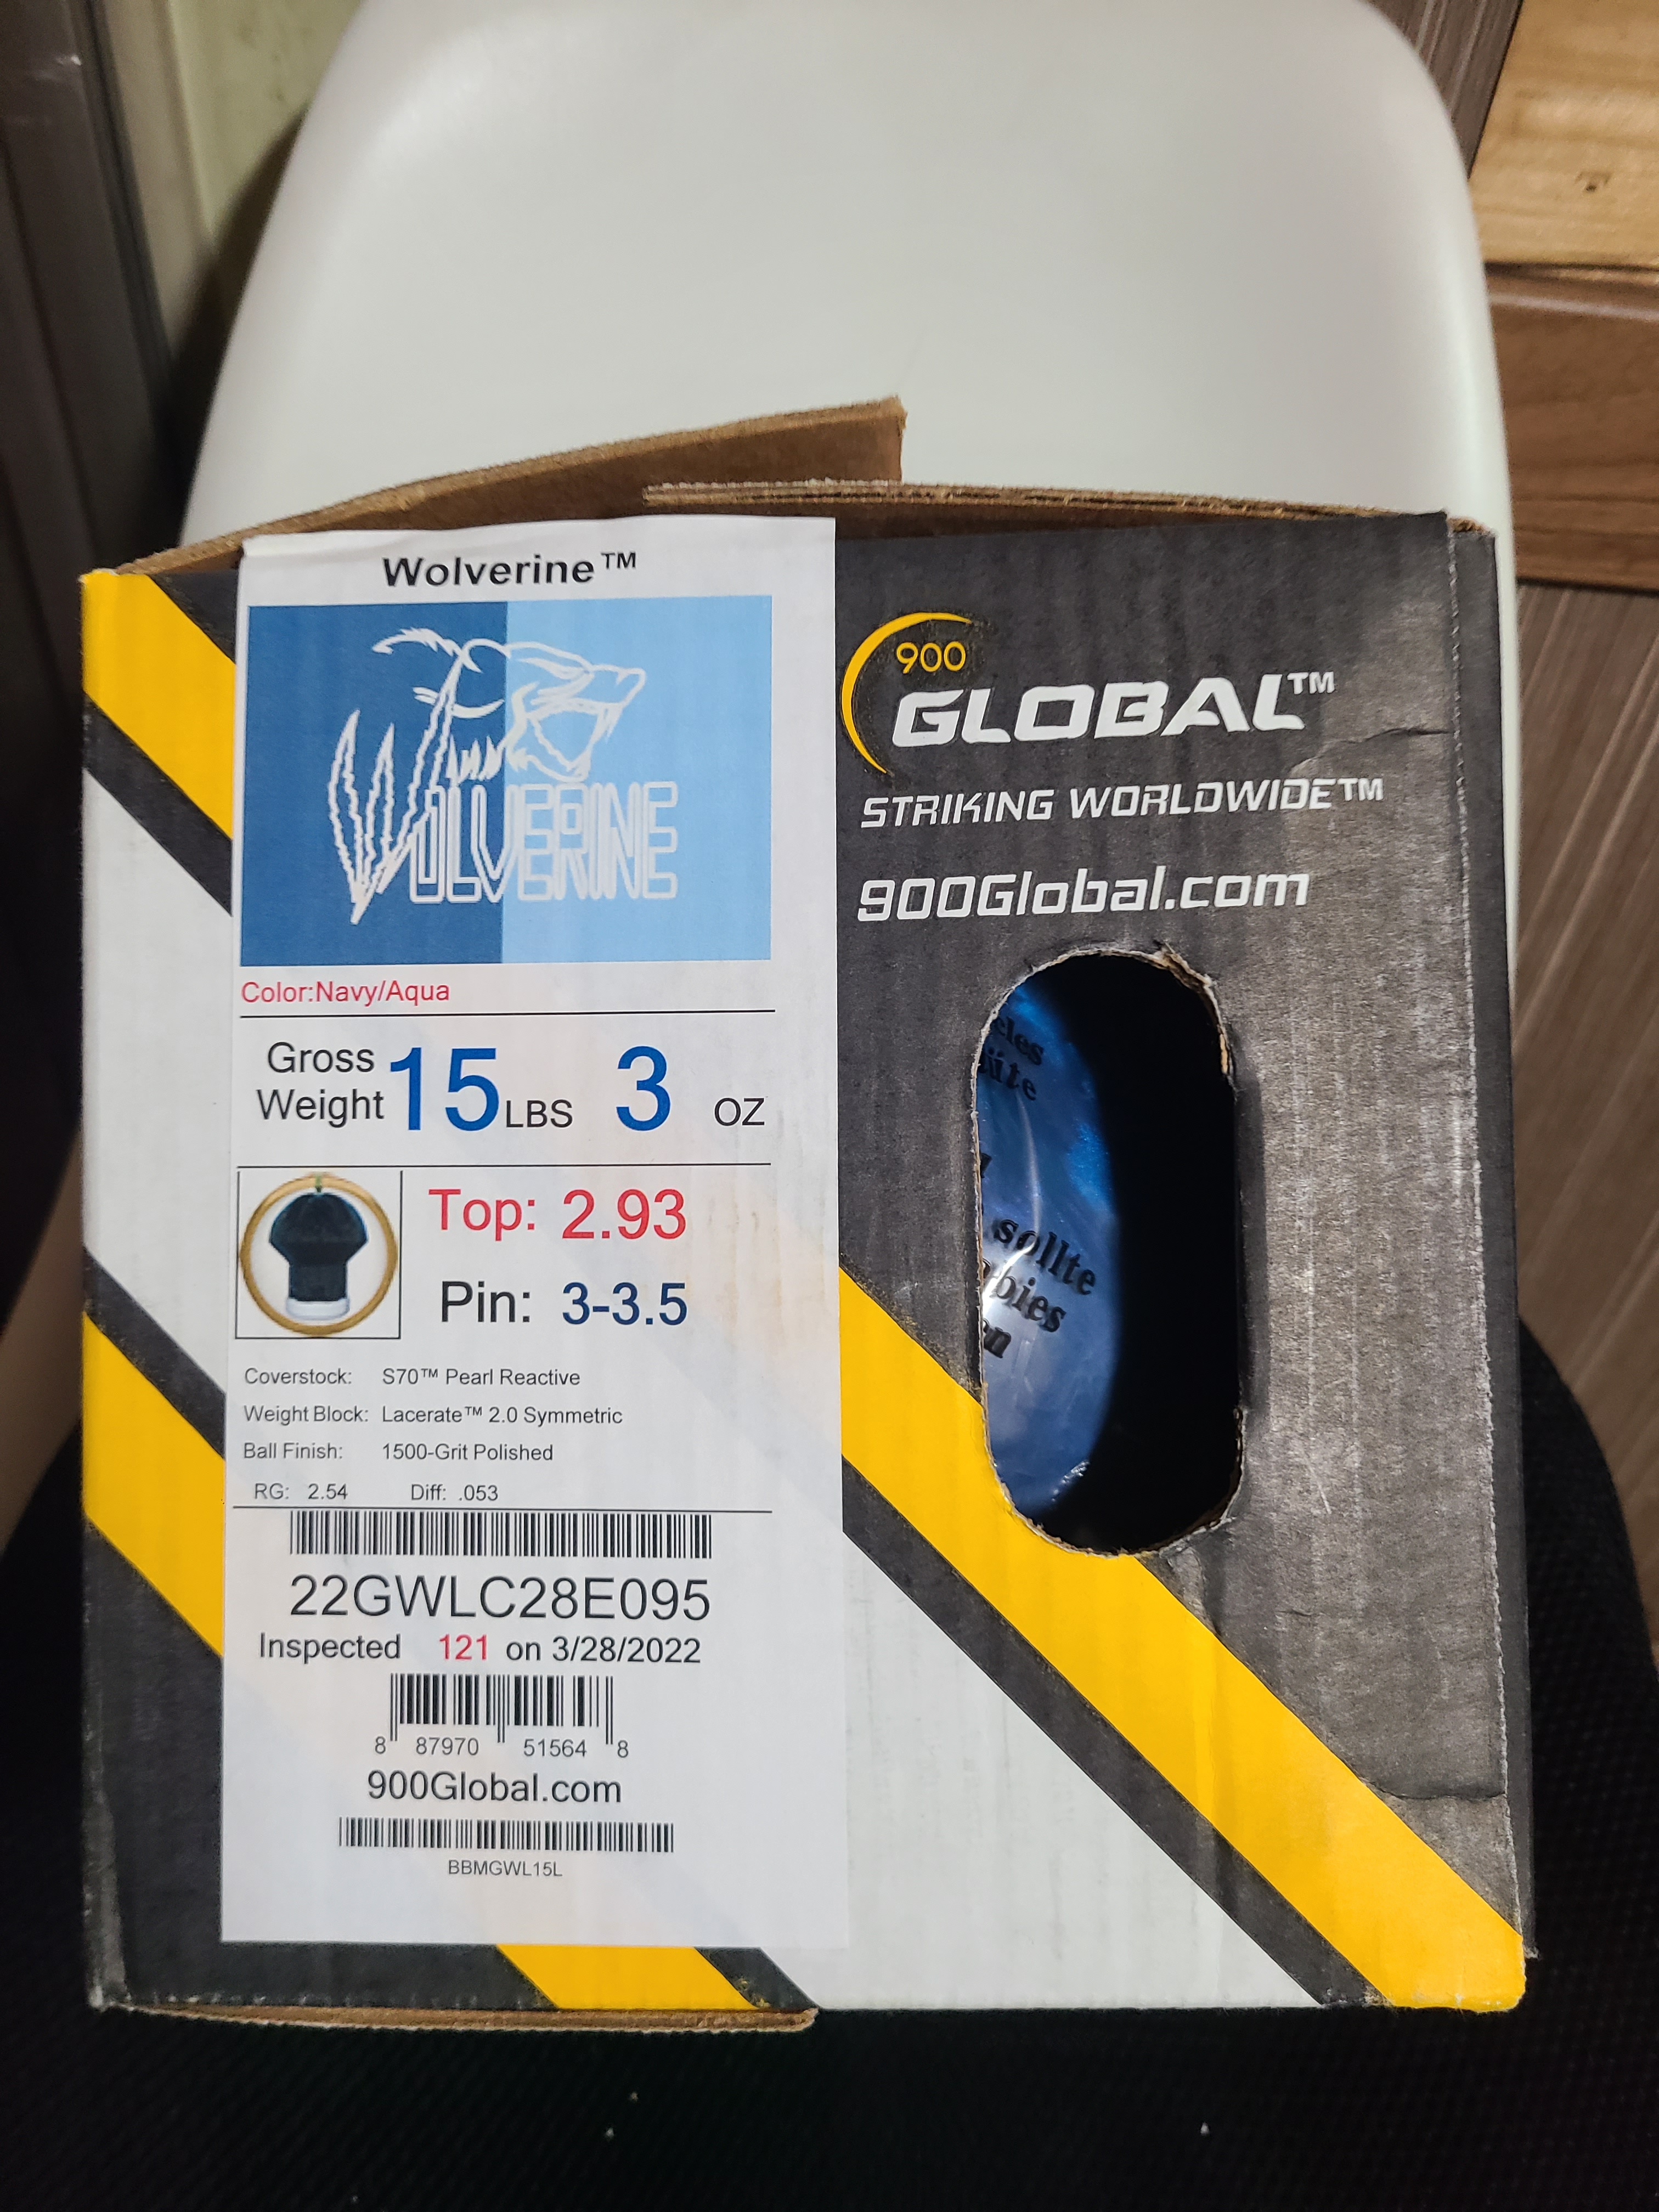 Wolverine™
WOLVERINE
Color:Navy/Aqua
Gross Weight 15 LBS 3 OZ
Top: 2.93
Pin: 3-3.5
Coverstock: S70™ Pearl Reactive
Weight Block: Lacerate™ 2.0 Symmetric
Ball Finish: 1500-Grit Polished
RG: 2.54 Diff: .053
22GWLC28E095
Inspected 121 on 3/28/2022
8 87970 51564 8
900Global.com
BBMGWL15L
900
GLOBAL™
STRIKING WORLDWIDE™
900Global.com
sollte